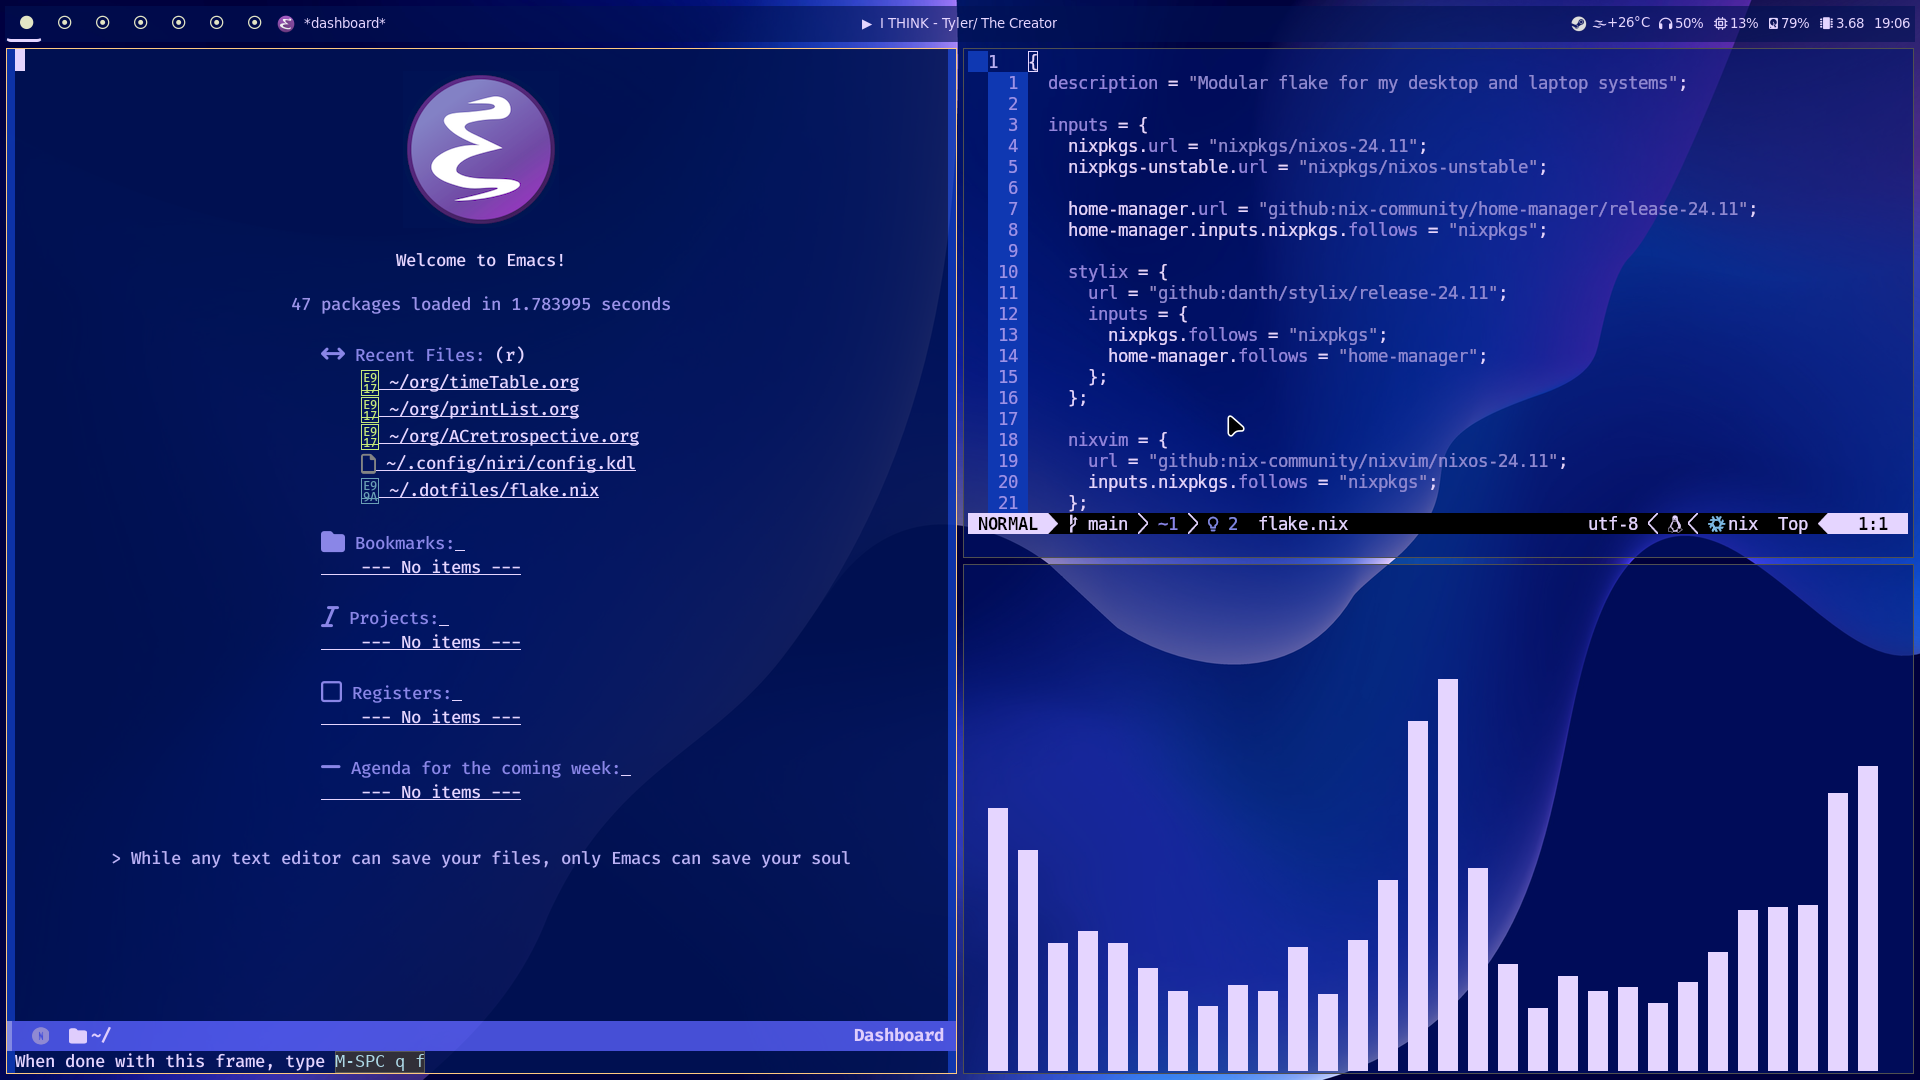 *dashboard*
▶ I THINK - Tyler/ The Creator
+26°C 50% 13% 79% 3.68 19:06
Welcome to Emacs!
47 packages loaded in 1.783995 seconds
Recent Files: (r)
E917 ~/org/timeTable.org
E917 ~/org/printList.org
E917 ~/org/ACretrospective.org
~/.config/niri/config.kdl
E99A ~/.dotfiles/flake.nix
Bookmarks:_
--- No items ---
Projects:_
--- No items ---
Registers:_
--- No items ---
Agenda for the coming week:_
--- No items ---
> While any text editor can save your files, only Emacs can save your soul
N ~/ Dashboard
When done with this frame, type M-SPC q f
1 {
1 description = "Modular flake for my desktop and laptop systems";
2
3 inputs = {
4 nixpkgs.url = "nixpkgs/nixos-24.11";
5 nixpkgs-unstable.url = "nixpkgs/nixos-unstable";
6
7 home-manager.url = "github:nix-community/home-manager/release-24.11";
8 home-manager.inputs.nixpkgs.follows = "nixpkgs";
9
10 stylix = {
11 url = "github:danth/stylix/release-24.11";
12 inputs = {
13 nixpkgs.follows = "nixpkgs";
14 home-manager.follows = "home-manager";
15 };
16 };
17
18 nixvim = {
19 url = "github:nix-community/nixvim/nixos-24.11";
20 inputs.nixpkgs.follows = "nixpkgs";
21 };
NORMAL main ~1 2 flake.nix utf-8 nix Top 1:1